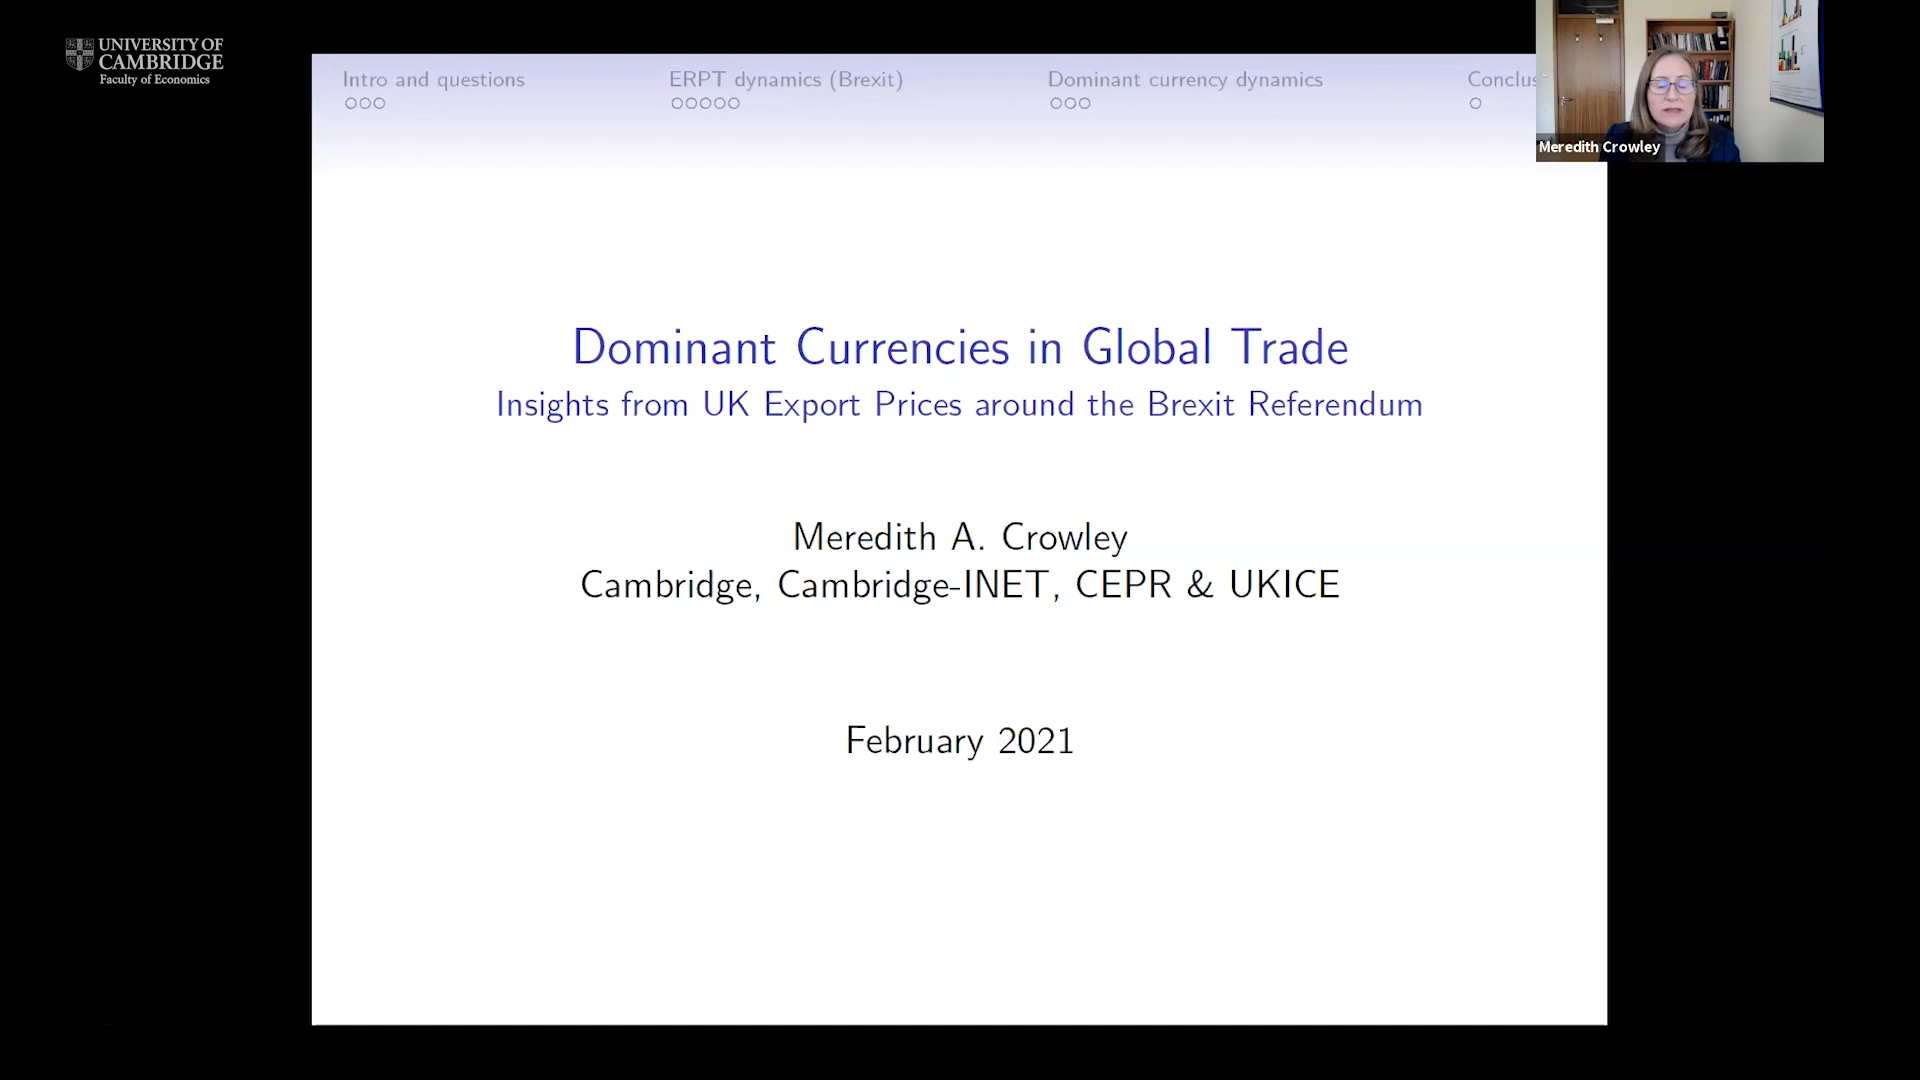 UNIVERSITY OF
CAMBRIDGE
Faculty of Economics
Intro and questions
ERPT dynamics (Brexit)
Dominant currency dynamics
Conclus
Meredith Crowley
Dominant Currencies in Global Trade
Insights from UK Export Prices around the Brexit Referendum
Meredith A. Crowley
Cambridge, Cambridge-INET, CEPR & UKICE
February 2021